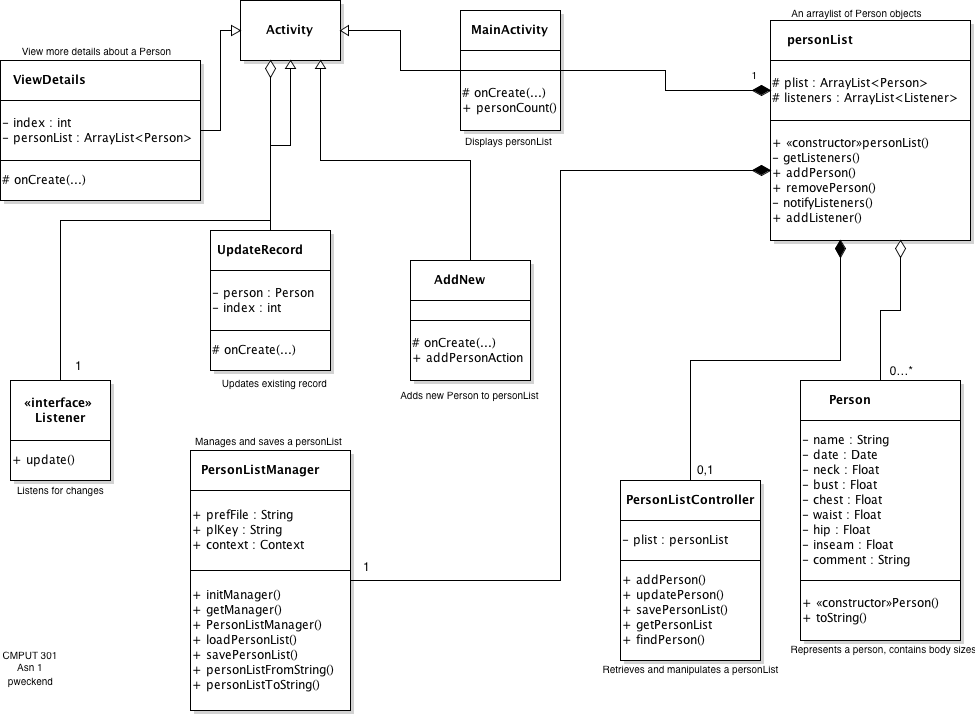 An arraylist of Person objects
Activity
MainActivity
# onCreate(...)
+ personCount()
Displays personList
personList
# plist : ArrayList<Person>
# listeners : ArrayList<Listener>
+ «constructor»personList()
- getListeners()
+ addPerson()
+ removePerson()
- notifyListeners()
+ addListener()
1
View more details about a Person
ViewDetails
- index : int
- personList : ArrayList<Person>
# onCreate(...)
UpdateRecord
- person : Person
- index : int
# onCreate(...)
Updates existing record
AddNew
# onCreate(...)
+ addPersonAction
Adds new Person to personList
1
«interface»
Listener
+ update()
Listens for changes
Manages and saves a personList
PersonListManager
+ prefFile : String
+ plKey : String
+ context : Context
+ initManager()
+ getManager()
+ PersonListManager()
+ loadPersonList()
+ savePersonList()
+ personListFromString()
+ personListToString()
1
0,1
PersonListController
- plist : personList
+ addPerson()
+ updatePerson()
+ savePersonList()
+ getPersonList
+ findPerson()
Retrieves and manipulates a personList
0...*
Person
- name : String
- date : Date
- neck : Float
- bust : Float
- chest : Float
- waist : Float
- hip : Float
- inseam : Float
- comment : String
+ «constructor»Person()
+ toString()
Represents a person, contains body sizes
CMPUT 301
Asn 1
pweckend